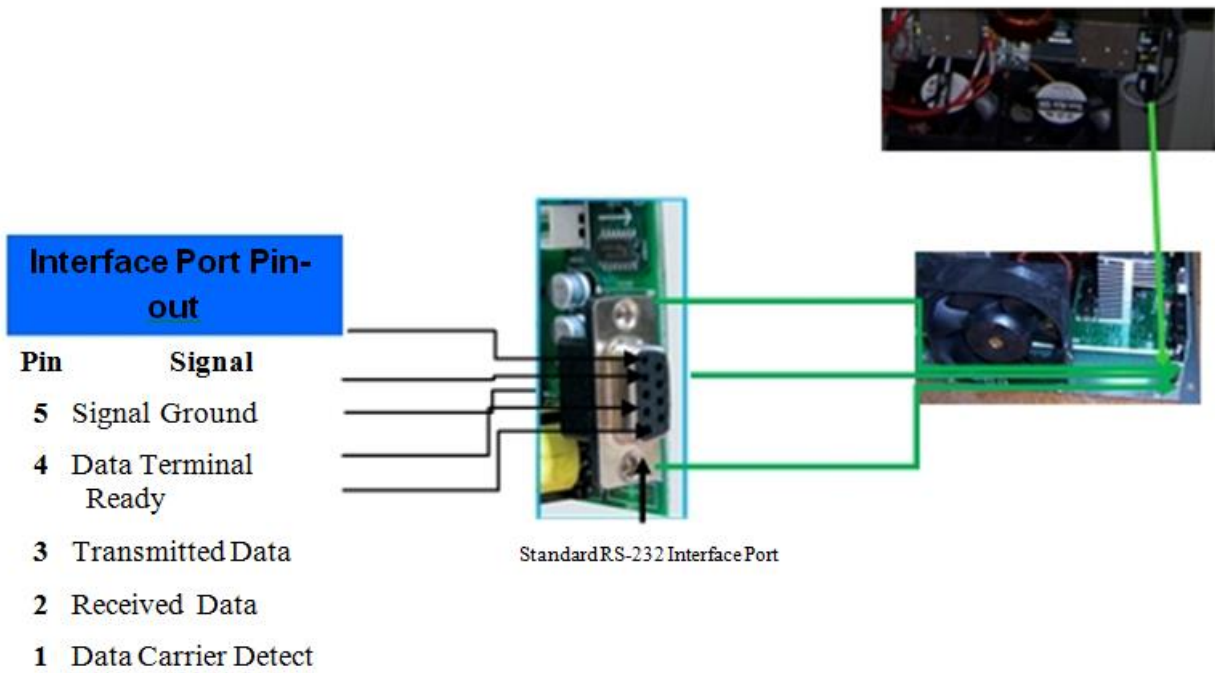 Interface Port Pin-
out
Pin Signal
5 Signal Ground
4 Data Terminal
Ready
3 Transmitted Data
2 Received Data
1 Data Carrier Detect
Standard RS-232 Interface Port